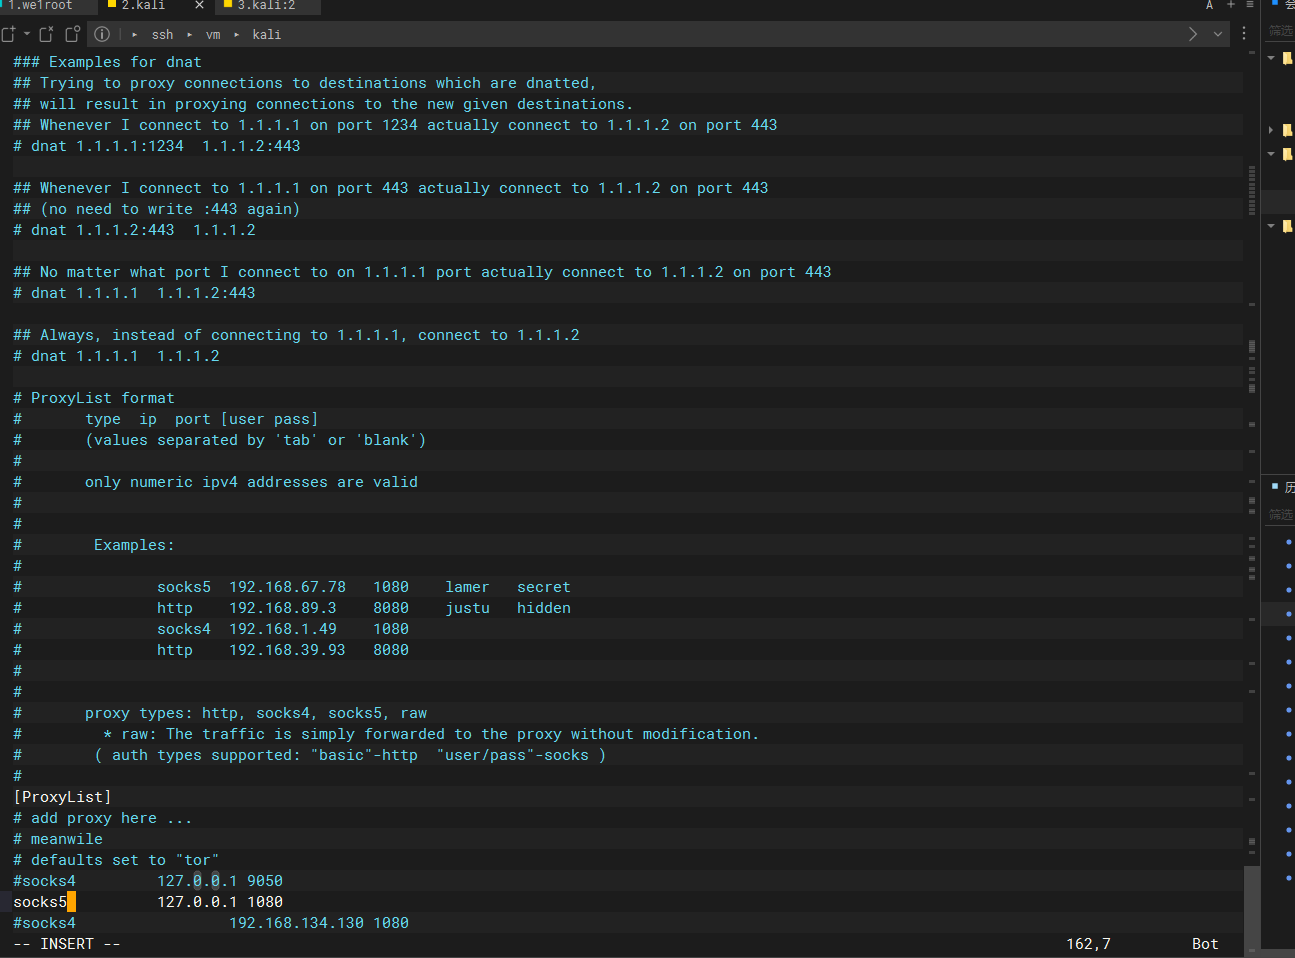 1.we1root
2.kali ×
3.kali:2
A + ≡
ssh ▸ vm ▸ kali
筛选
### Examples for dnat
## Trying to proxy connections to destinations which are dnatted,
## will result in proxying connections to the new given destinations.
## Whenever I connect to 1.1.1.1 on port 1234 actually connect to 1.1.1.2 on port 443
# dnat 1.1.1.1:1234  1.1.1.2:443
## Whenever I connect to 1.1.1.1 on port 443 actually connect to 1.1.1.2 on port 443
## (no need to write :443 again)
# dnat 1.1.1.2:443  1.1.1.2
## No matter what port I connect to on 1.1.1.1 port actually connect to 1.1.1.2 on port 443
# dnat 1.1.1.1  1.1.1.2:443
## Always, instead of connecting to 1.1.1.1, connect to 1.1.1.2
# dnat 1.1.1.1  1.1.1.2
# ProxyList format
#       type  ip  port [user pass]
#       (values separated by 'tab' or 'blank')
#
#       only numeric ipv4 addresses are valid
#
#
#        Examples:
#
#               socks5  192.168.67.78   1080    lamer   secret
#               http    192.168.89.3    8080    justu   hidden
#               socks4  192.168.1.49    1080
#               http    192.168.39.93   8080
#
#
#       proxy types: http, socks4, socks5, raw
#         * raw: The traffic is simply forwarded to the proxy without modification.
#        ( auth types supported: "basic"-http  "user/pass"-socks )
#
[ProxyList]
# add proxy here ...
# meanwile
# defaults set to "tor"
#socks4         127.0.0.1 9050
socks5          127.0.0.1 1080
#socks4                 192.168.134.130 1080
-- INSERT --                    162,7         Bot
历
筛选